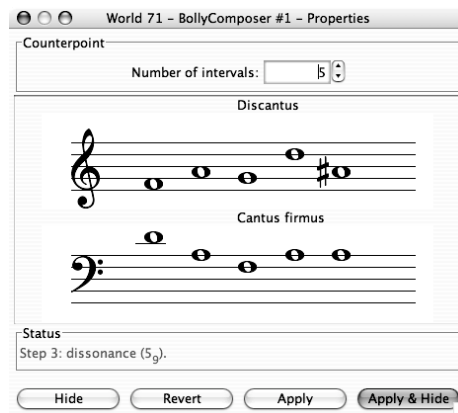 World 71 – BollyComposer #1 – Properties
Counterpoint
Number of intervals: 5
Discantus
Cantus firmus
Status
Step 3: dissonance (5₉).
Hide Revert Apply Apply & Hide